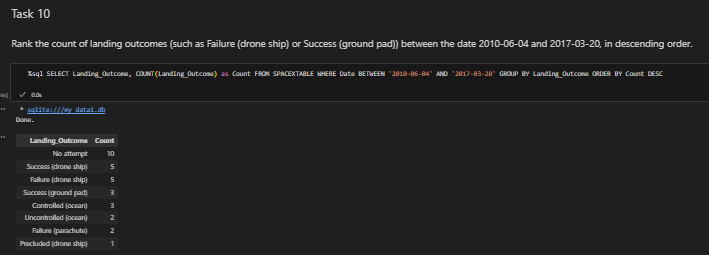 Task 10
Rank the count of landing outcomes (such as Failure (drone ship) or Success (ground pad)) between the date 2010-06-04 and 2017-03-20, in descending order.
%sql SELECT Landing_Outcome, COUNT(Landing_Outcome) as Count FROM SPACEXTABLE WHERE Date BETWEEN '2010-06-04' AND '2017-03-20' GROUP BY Landing_Outcome ORDER BY Count DESC
✓ 0.0s
* sqlite:///my_data1.db
Done.
Landing_Outcome Count
No attempt 10
Success (drone ship) 5
Failure (drone ship) 5
Success (ground pad) 3
Controlled (ocean) 3
Uncontrolled (ocean) 2
Failure (parachute) 2
Precluded (drone ship) 1